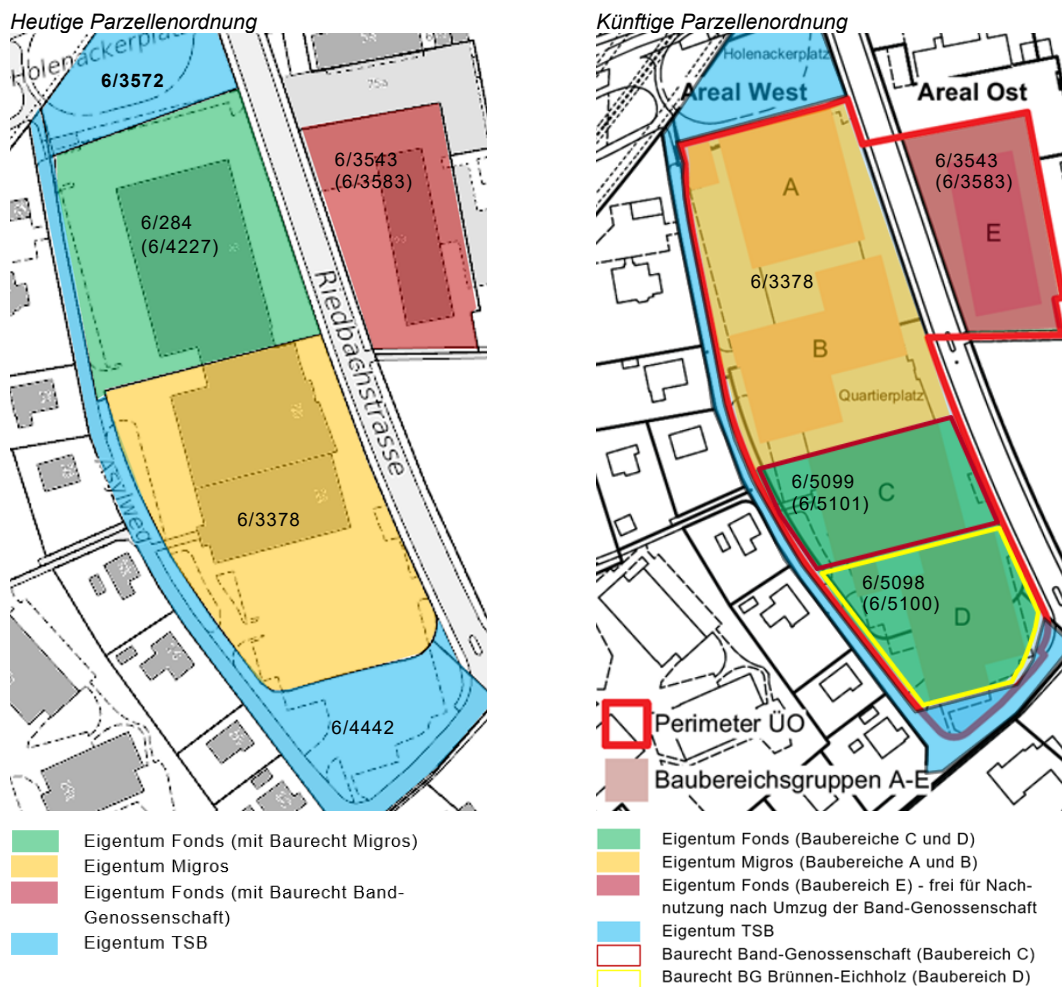 Heutige Parzellenordnung
Holenackerplatz
6/3572
6/3543
(6/3583)
6/284
(6/4227)
Riedbachstrasse
6/3378
Asylweg
6/4442
Eigentum Fonds (mit Baurecht Migros)
Eigentum Migros
Eigentum Fonds (mit Baurecht Band-
Genossenschaft)
Eigentum TSB
Künftige Parzellenordnung
Holenackerplatz
Areal West
Areal Ost
6/3543
(6/3583)
A
E
6/3378
B
Quartierplatz
6/5099
(6/5101)
C
6/5098
(6/5100)
D
Perimeter ÜO
Baubereichsgruppen A-E
Eigentum Fonds (Baubereiche C und D)
Eigentum Migros (Baubereiche A und B)
Eigentum Fonds (Baubereich E) - frei für Nach-
nutzung nach Umzug der Band-Genossenschaft
Eigentum TSB
Baurecht Band-Genossenschaft (Baubereich C)
Baurecht BG Brünnen-Eichholz (Baubereich D)